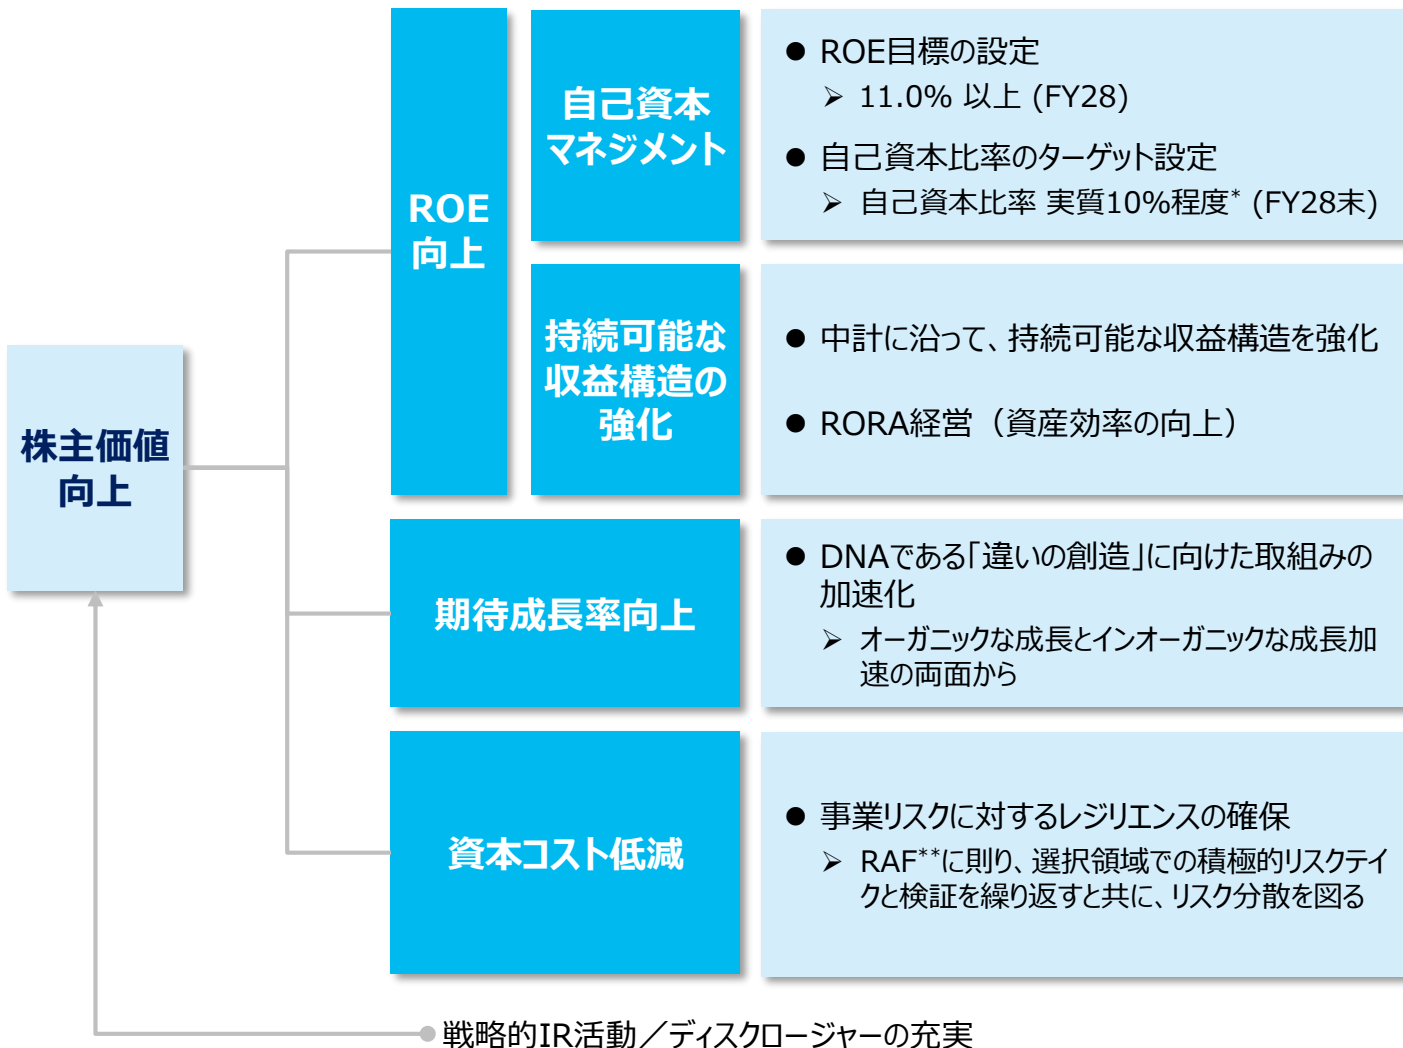 株主価値
向上
ROE
向上
自己資本
マネジメント
● ROE目標の設定
➢ 11.0% 以上 (FY28)
● 自己資本比率のターゲット設定
➢ 自己資本比率 実質10%程度* (FY28末)
持続可能な
収益構造の
強化
● 中計に沿って、持続可能な収益構造を強化
● RORA経営（資産効率の向上）
期待成長率向上
● DNAである「違いの創造」に向けた取組みの
加速化
➢ オーガニックな成長とインオーガニックな成長加
速の両面から
資本コスト低減
● 事業リスクに対するレジリエンスの確保
➢ RAF**に則り、選択領域での積極的リスクテイ
クと検証を繰り返すと共に、リスク分散を図る
戦略的IR活動／ディスクロージャーの充実